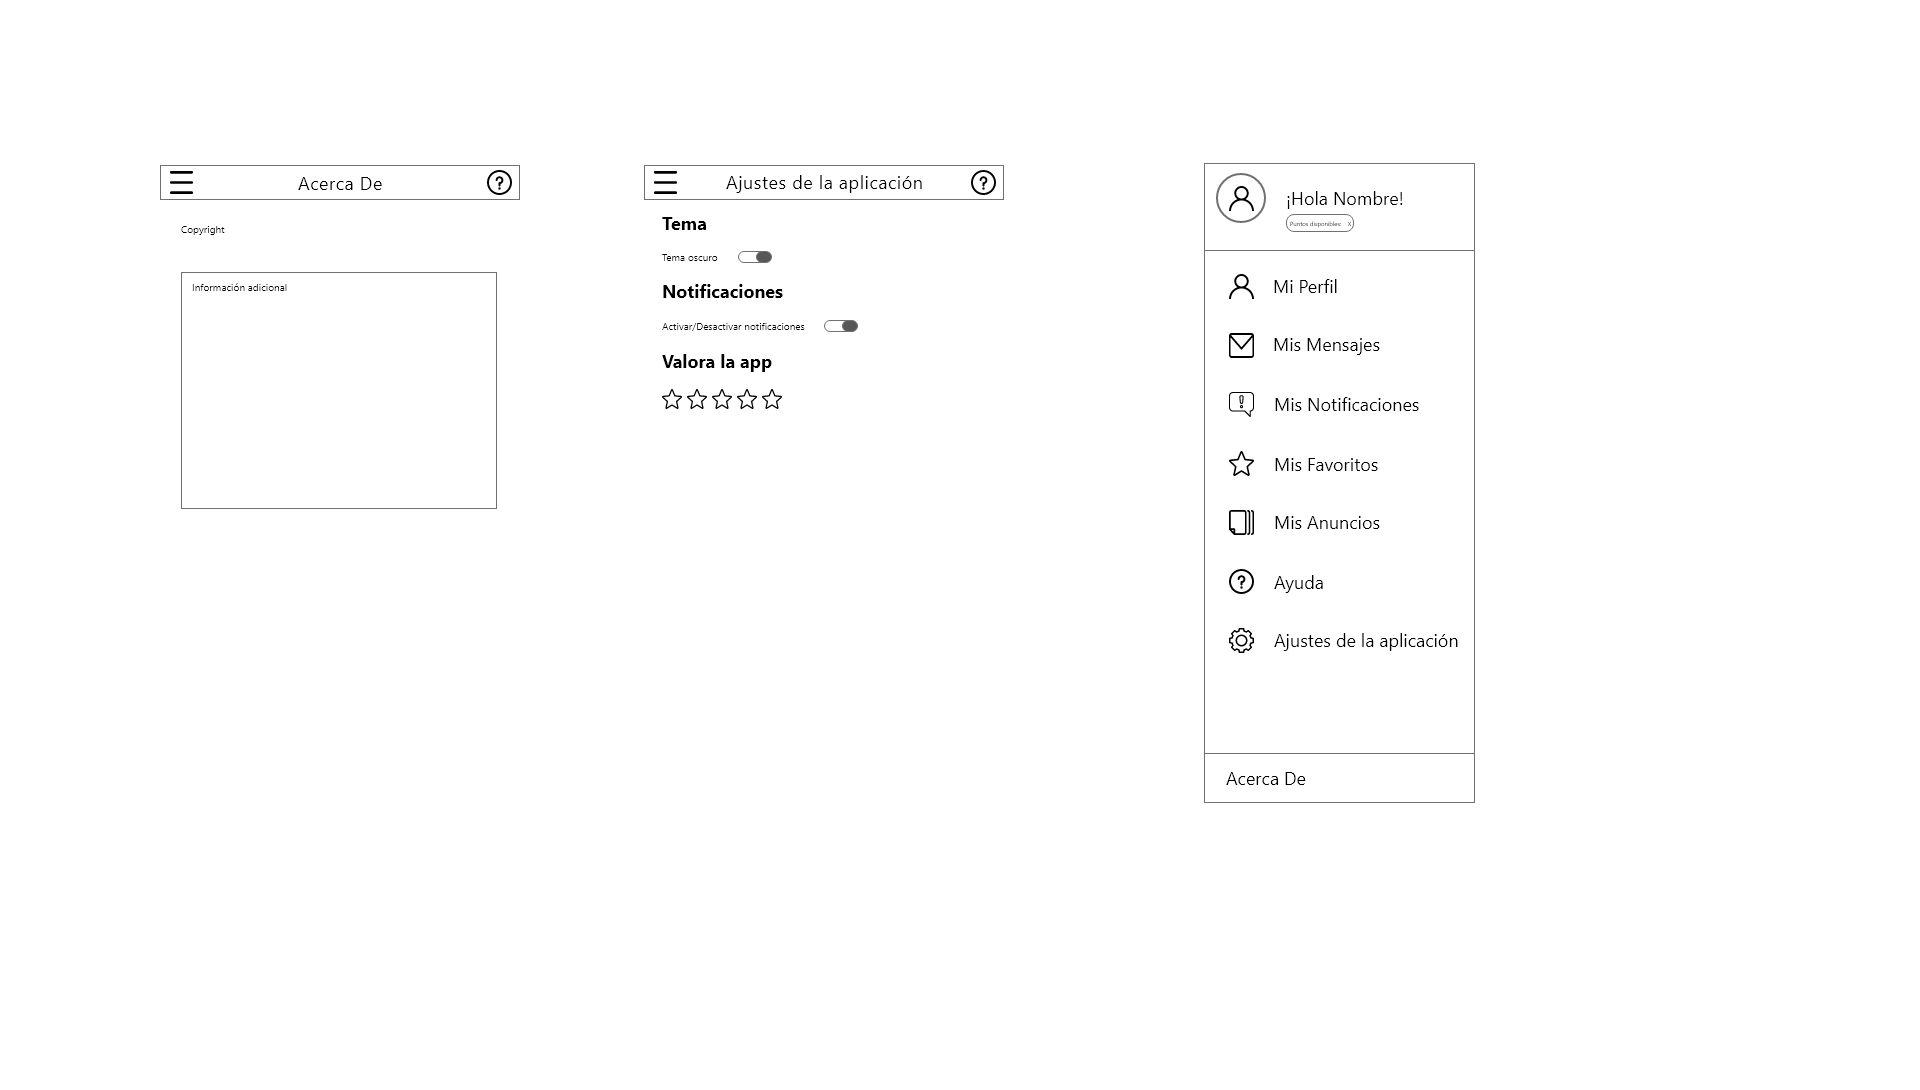 Acerca De
Copyright
Información adicional
Ajustes de la aplicación
Tema
Tema oscuro
Notificaciones
Activar/Desactivar notificaciones
Valora la app
¡Hola Nombre!
Puntos disponibles: X
Mi Perfil
Mis Mensajes
Mis Notificaciones
Mis Favoritos
Mis Anuncios
Ayuda
Ajustes de la aplicación
Acerca De